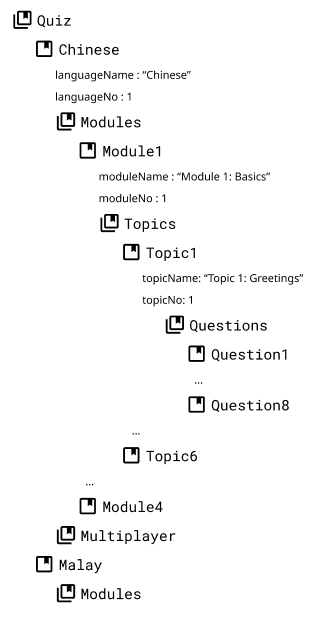 Quiz
Chinese
languageName : “Chinese”
languageNo : 1
Modules
Module1
moduleName : “Module 1: Basics”
moduleNo : 1
Topics
Topic1
topicName: “Topic 1: Greetings”
topicNo: 1
Questions
Question1
...
Question8
...
Topic6
...
Module4
Multiplayer
Malay
Modules